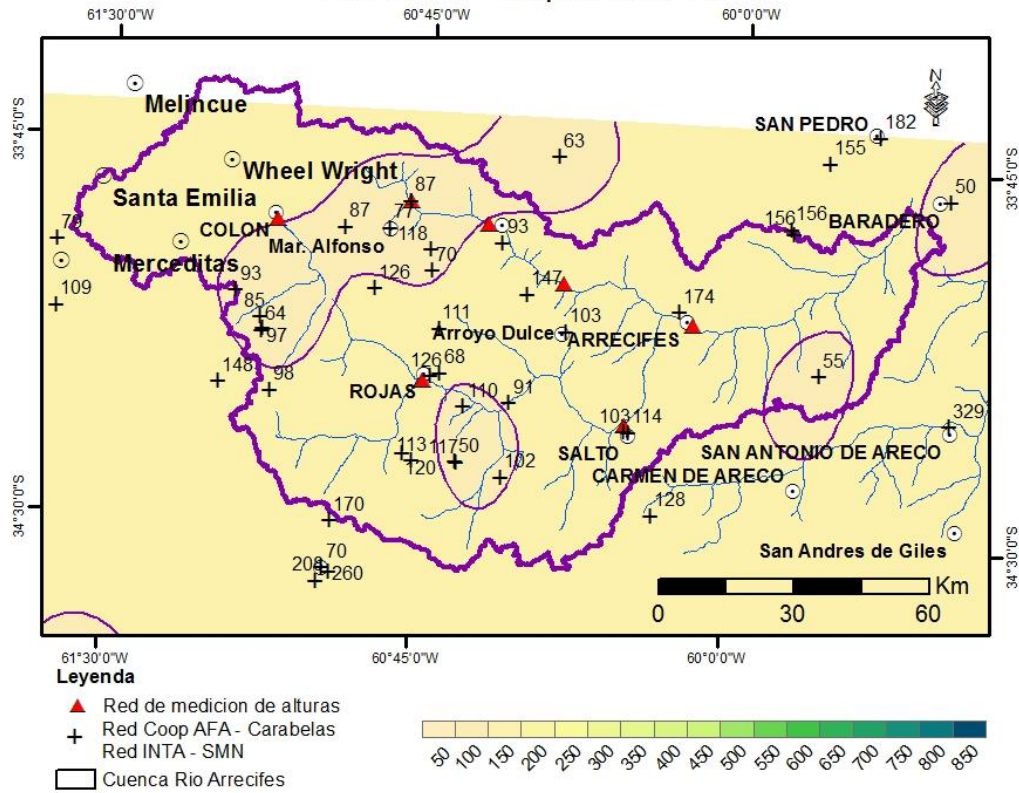 61°30'0"W 60°45'0"W 60°0'0"W
N
33°45'0"S
33°45'0"S
34°30'0"S
34°30'0"S
Melincue
SAN PEDRO 182
155
63
Wheel Wright
87
50
Santa Emilia
COLON 87 77
93
156 156 BARADERO
79
Mar. Alfonso 118
70
Merceditas
93
126
147
174
109
85
64
97
111
103
Arroyo Dulce ARRECIFES
148
98
126 68
55
ROJAS
110
91
103 114
329
113
117 50
SALTO
SAN ANTONIO DE ARECO
120
102
CARMEN DE ARECO
170
128
70
260
San Andres de Giles
Km
0 30 60
61°30'0"W 60°45'0"W 60°0'0"W
Leyenda
Red de medicion de alturas
Red Coop AFA - Carabelas
Red INTA - SMN
Cuenca Rio Arrecifes
50 100 150 200 250 300 350 400 450 500 550 600 650 700 750 800 850